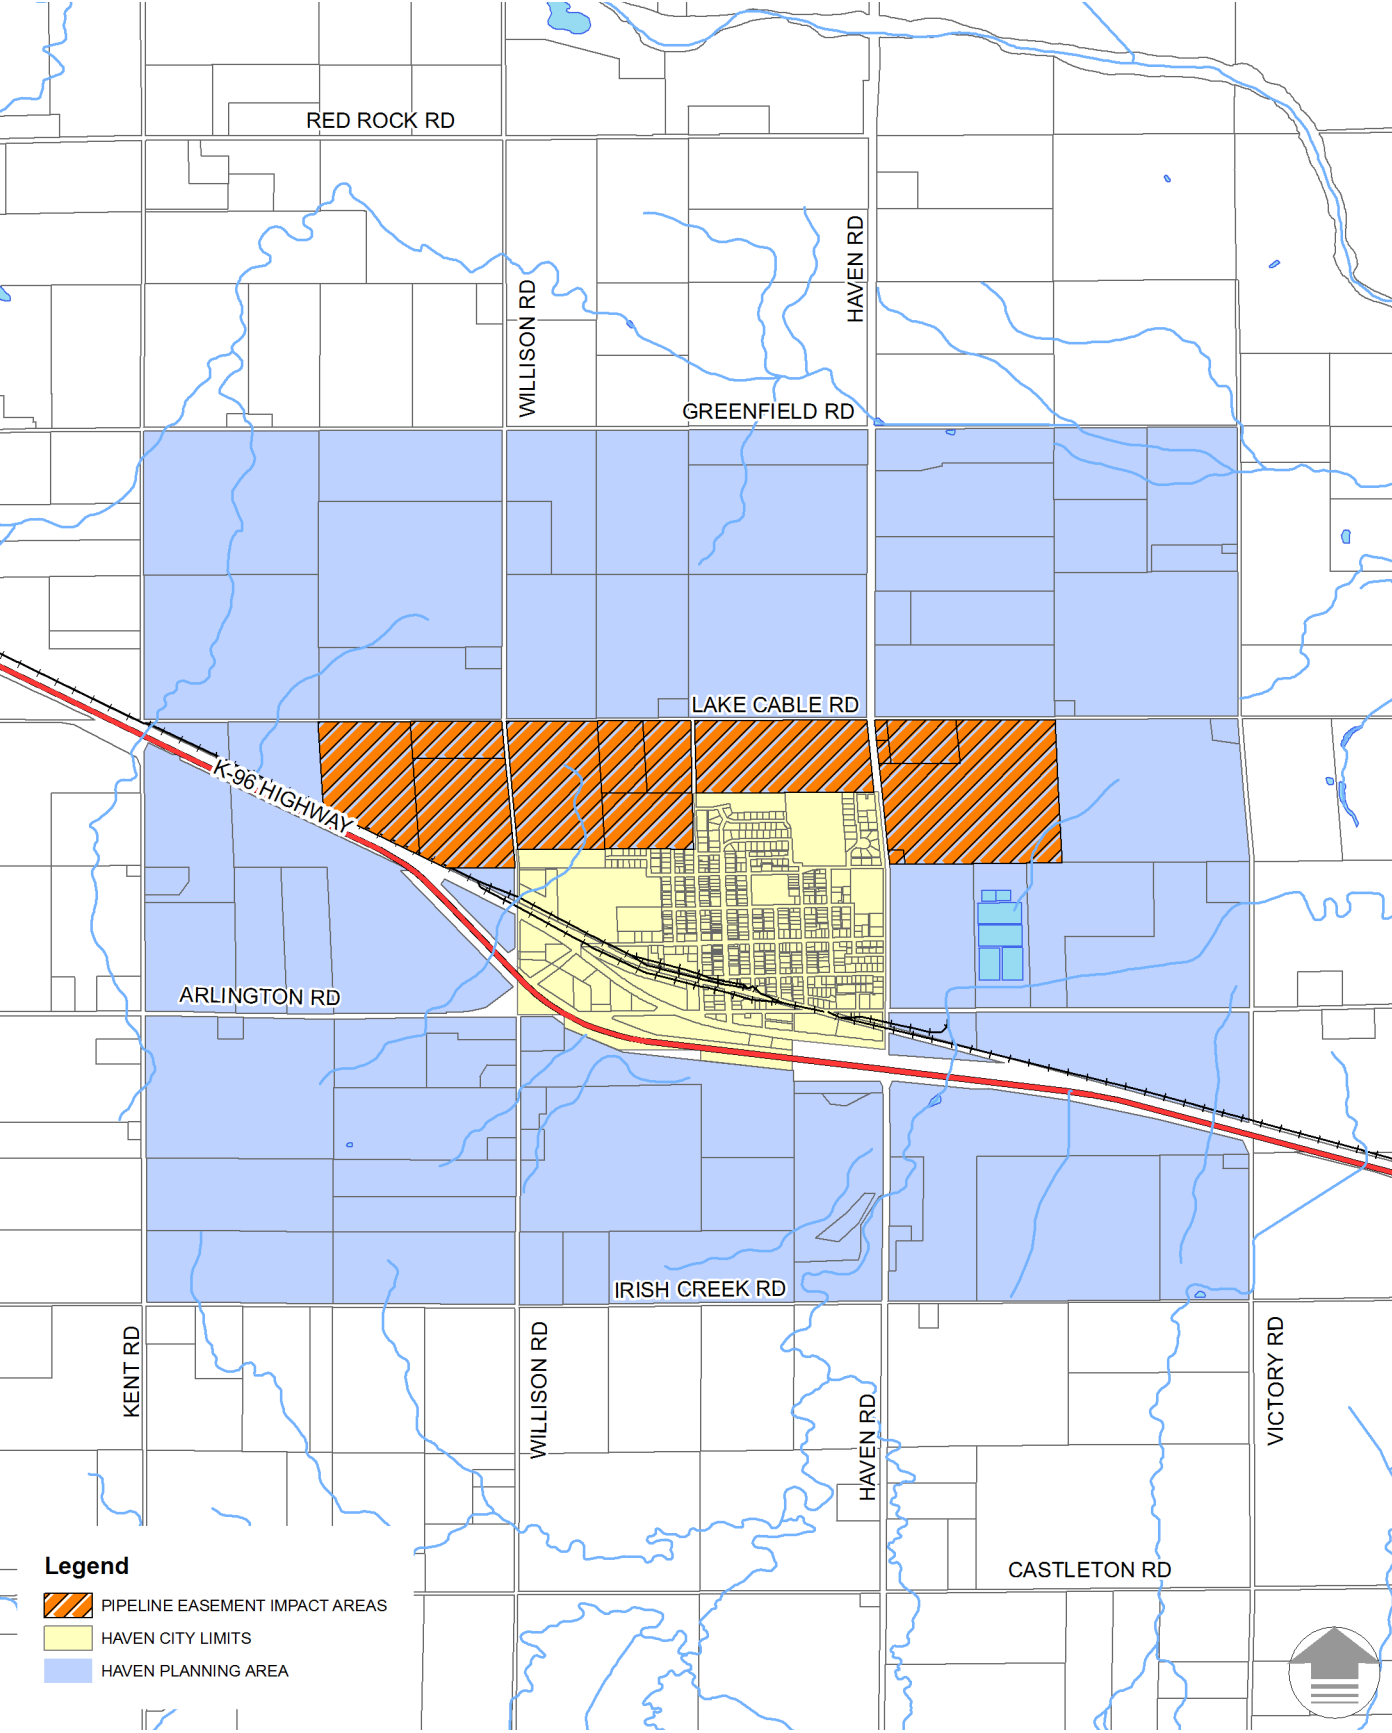 RED ROCK RD
HAVEN RD
WILLISON RD
GREENFIELD RD
LAKE CABLE RD
K-96 HIGHWAY
ARLINGTON RD
IRISH CREEK RD
KENT RD
WILLISON RD
HAVEN RD
VICTORY RD
CASTLETON RD
Legend
PIPELINE EASEMENT IMPACT AREAS
HAVEN CITY LIMITS
HAVEN PLANNING AREA